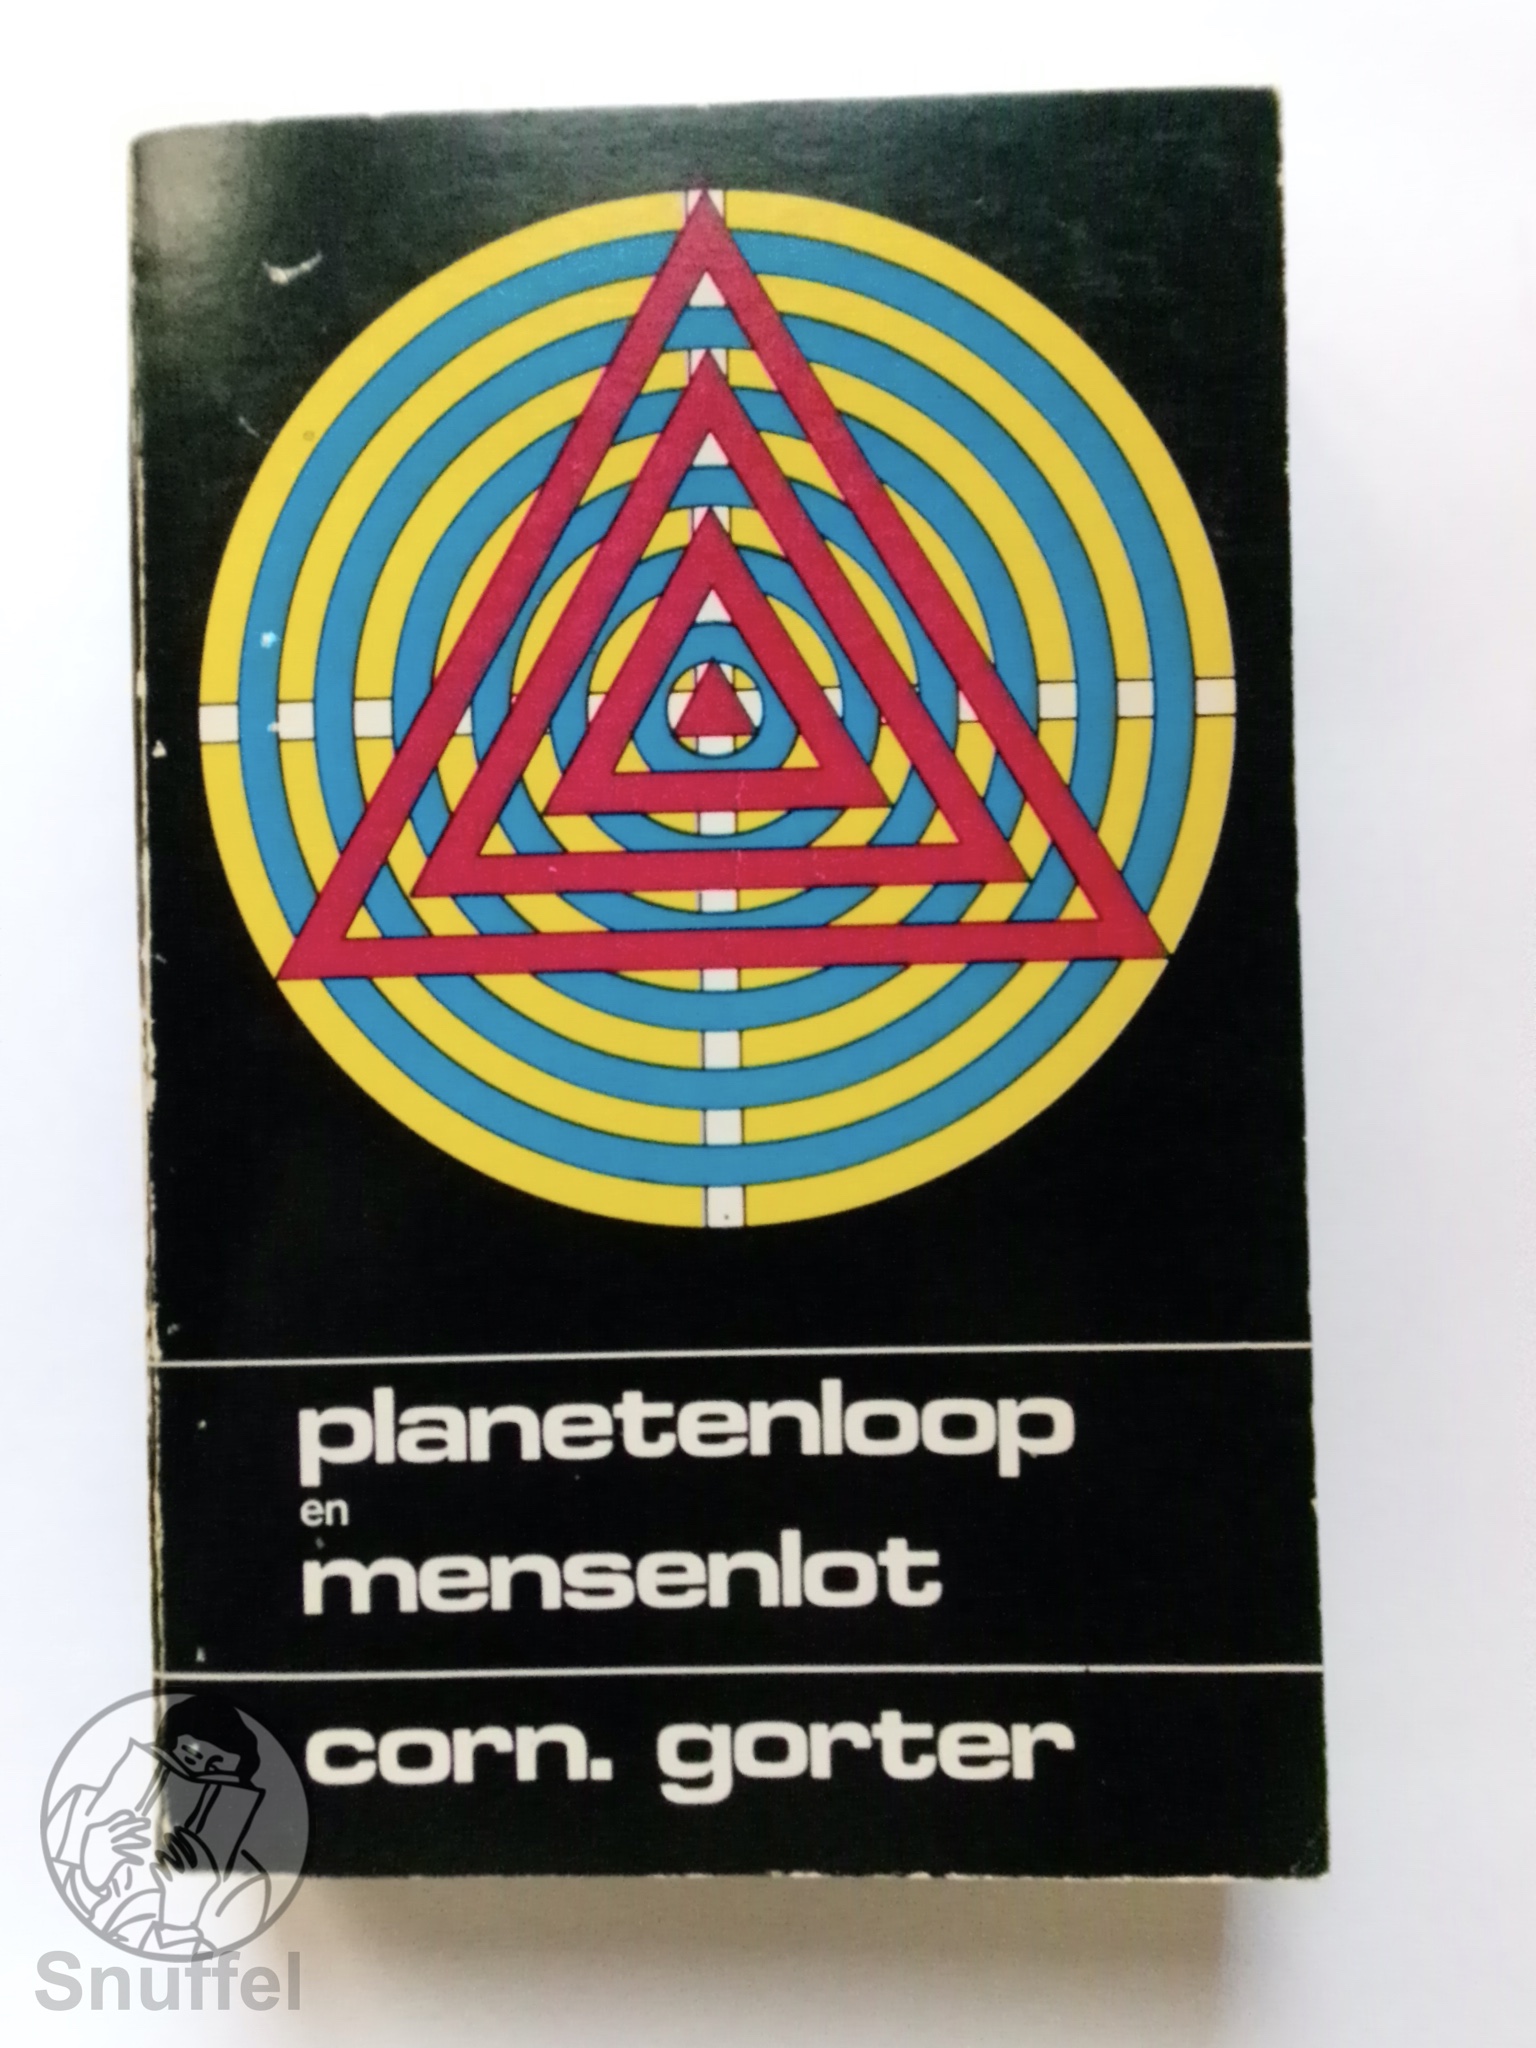 planetenloop
en
mensenlot
corn. gorter
Snuffel